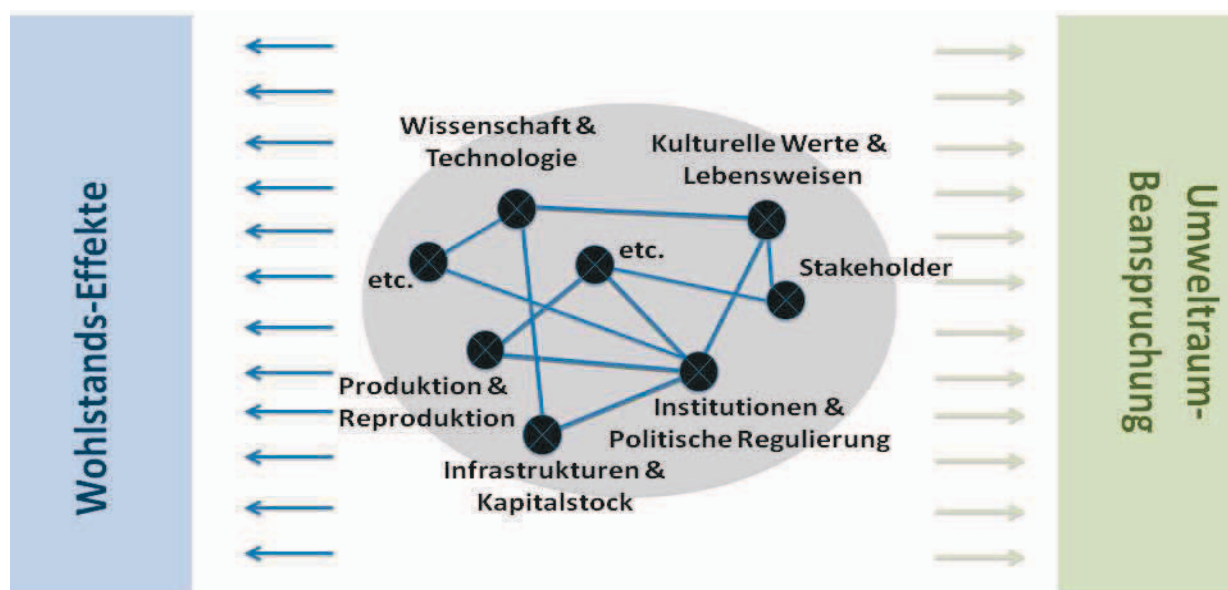 Wohlstands-Effekte
Wissenschaft &
Technologie
Kulturelle Werte &
Lebensweisen
etc.
etc.
Stakeholder
Produktion &
Reproduktion
Institutionen &
Politische Regulierung
Infrastrukturen &
Kapitalstock
Umweltraum-
Beanspruchung